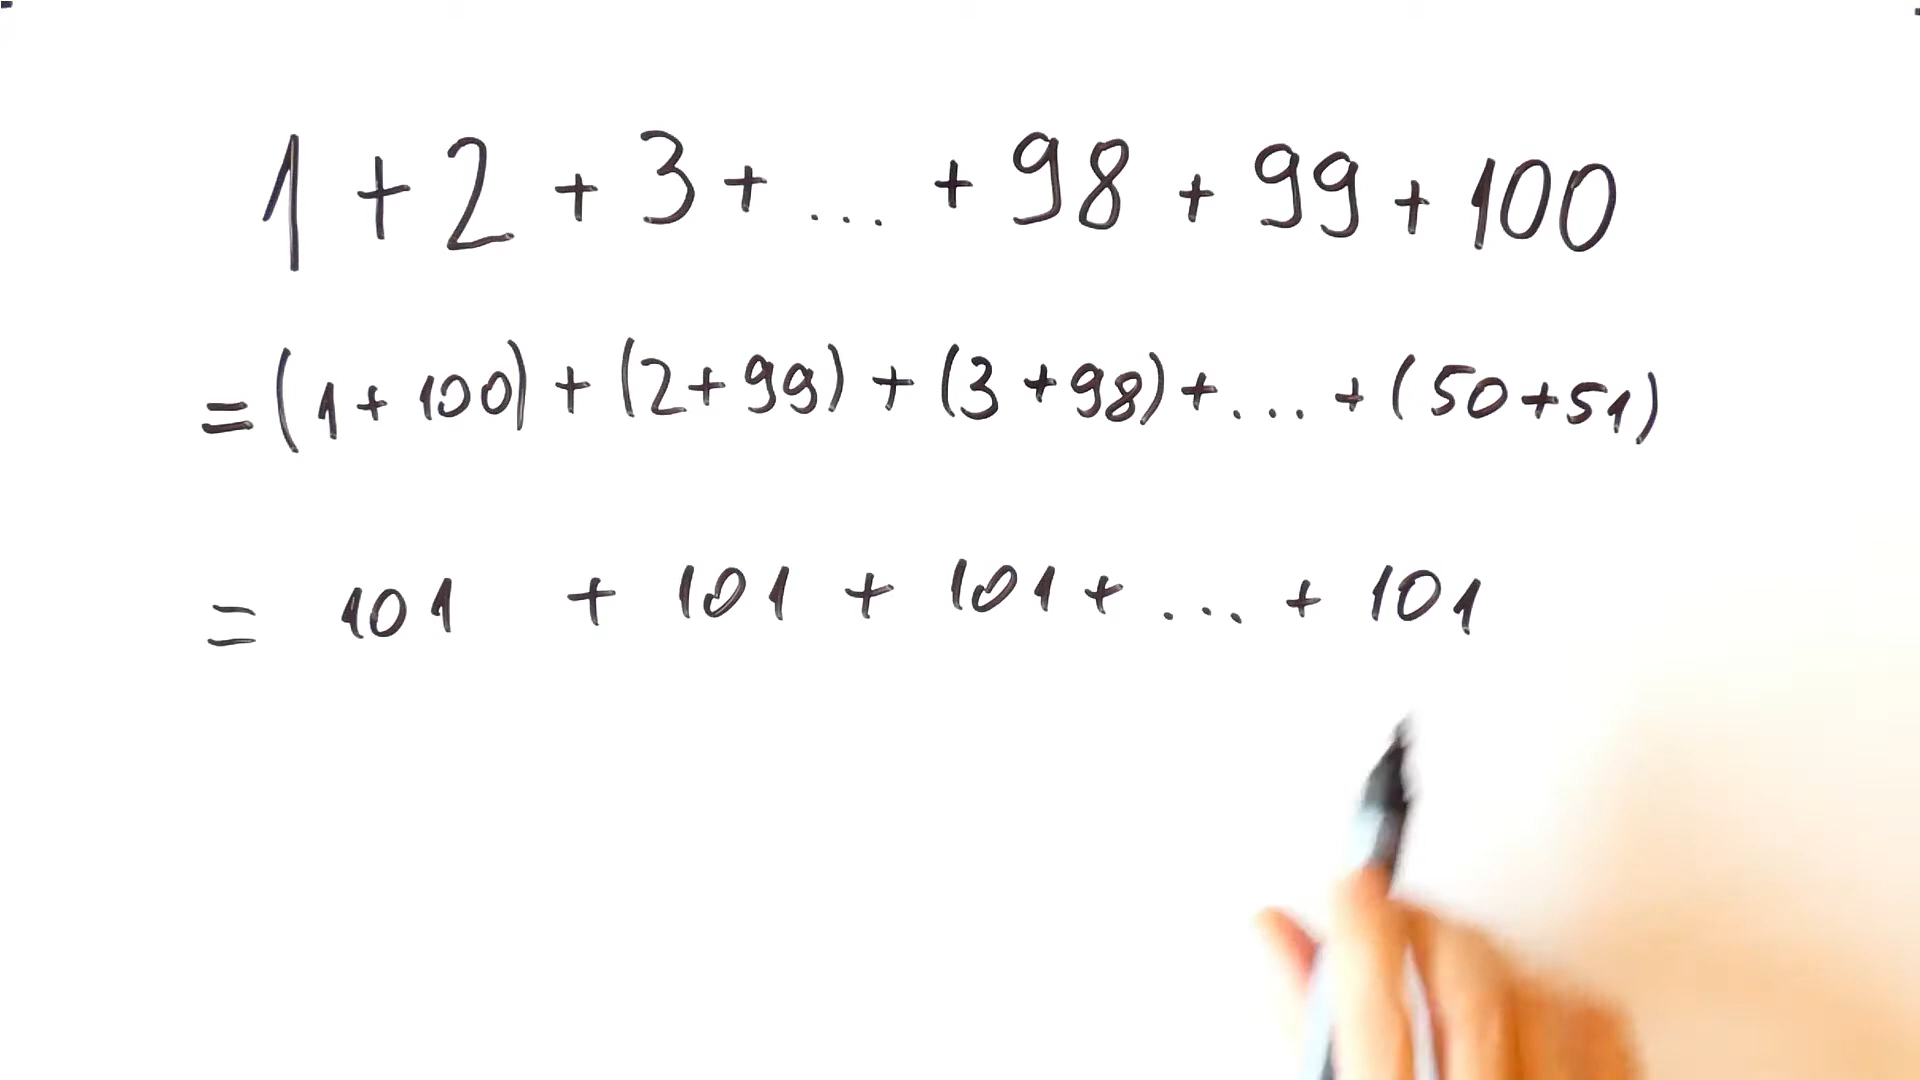 1 + 2 + 3 + ... + 98 + 99 + 100
= (1 + 100) + (2 + 99) + (3 + 98) + ... + (50 + 51)
= 101 + 101 + 101 + ... + 101